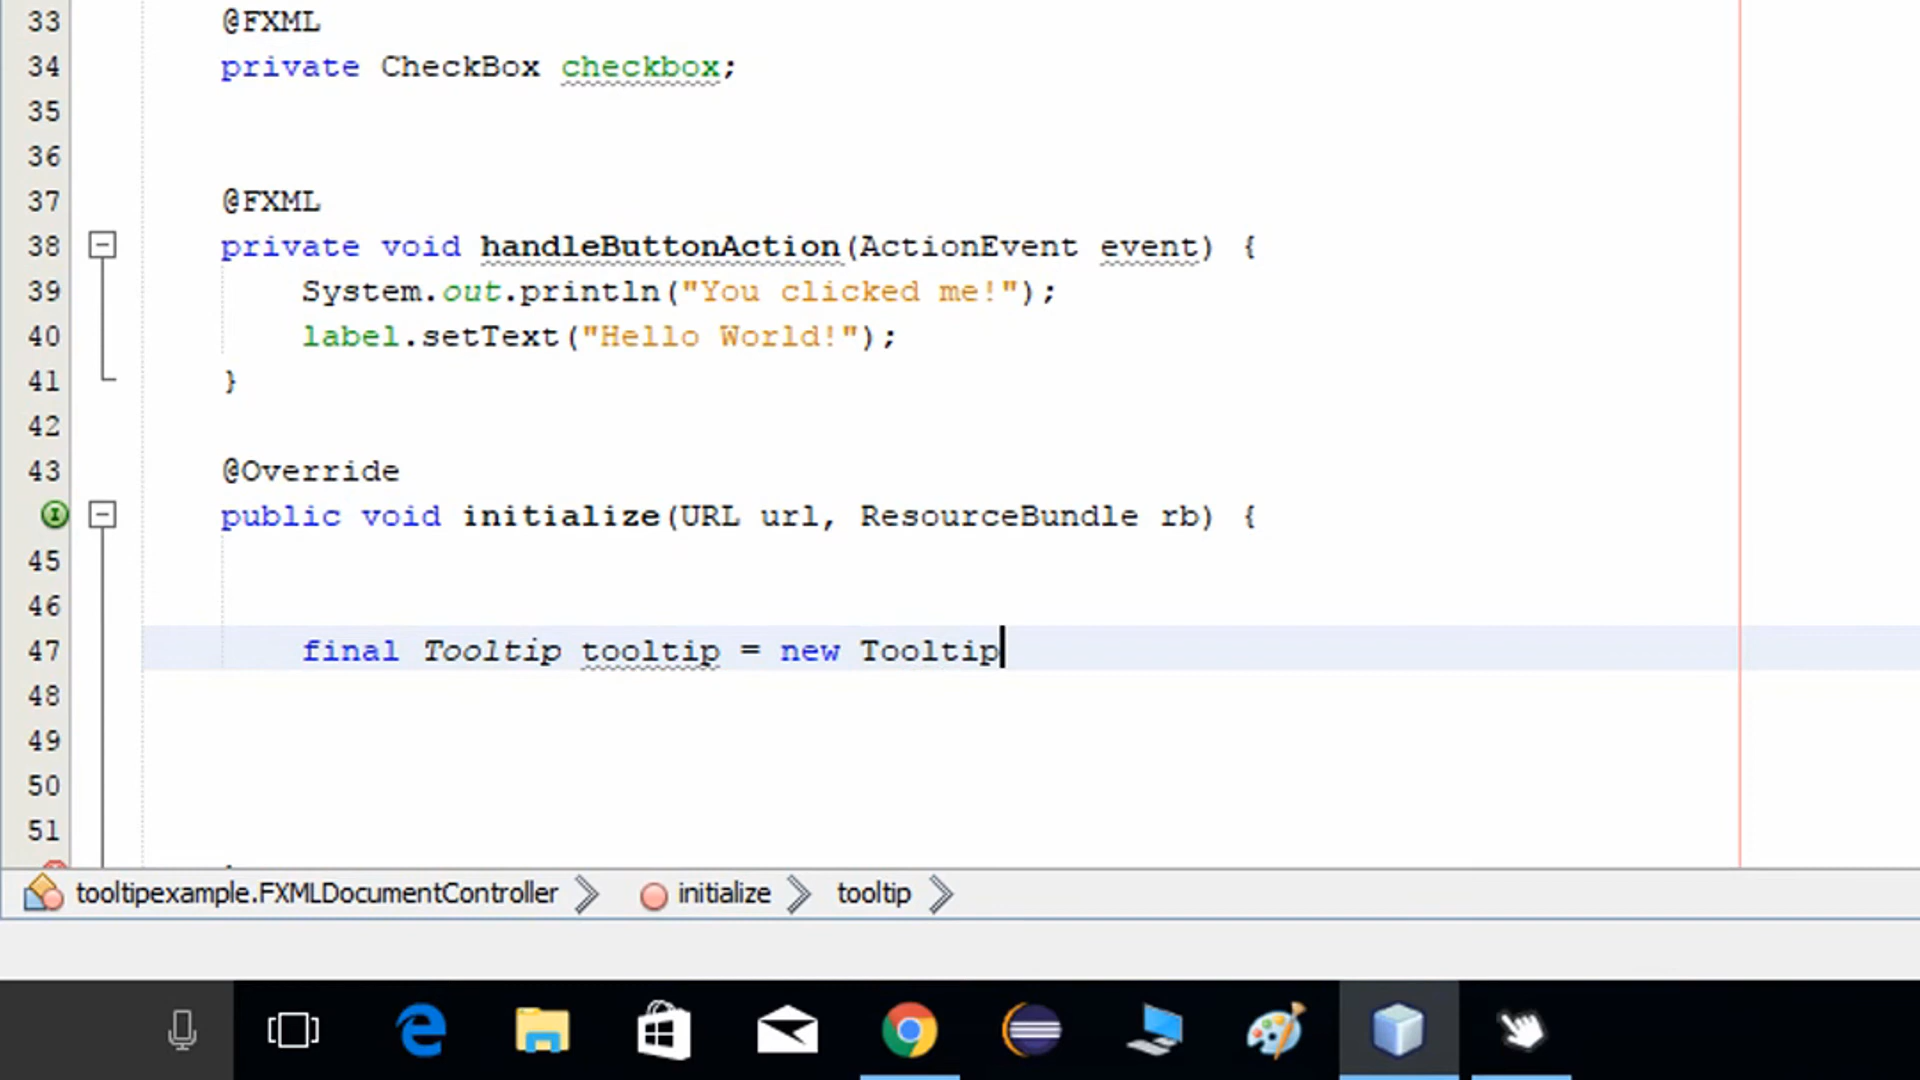 33 @FXML
34 private CheckBox checkbox;
35
36
37 @FXML
38 private void handleButtonAction(ActionEvent event) {
39 System.out.println("You clicked me!");
40 label.setText("Hello World!");
41 }
42
43 @Override
public void initialize(URL url, ResourceBundle rb) {
45
46
47 final Tooltip tooltip = new Tooltip
48
49
50
51
tooltipexample.FXMLDocumentController initialize tooltip